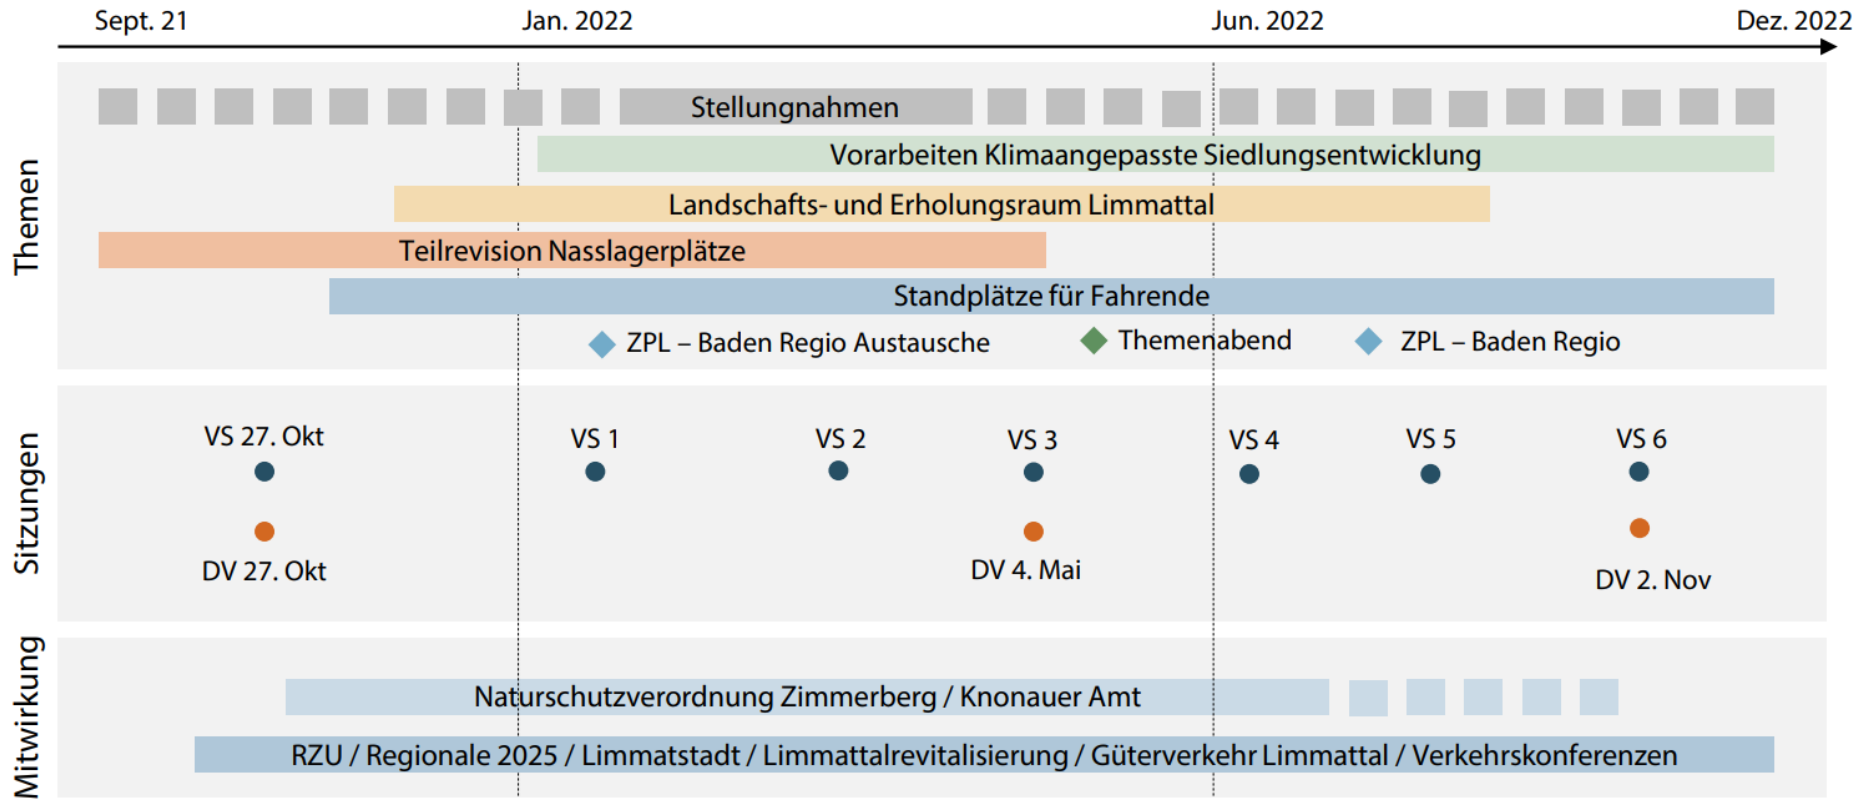 Sept. 21
Jan. 2022
Jun. 2022
Dez. 2022
Themen
Stellungnahmen
Vorarbeiten Klimaangepasste Siedlungsentwicklung
Landschafts- und Erholungsraum Limmattal
Teilrevision Nasslagerplätze
Standplätze für Fahrende
ZPL – Baden Regio Austausche
Themenabend
ZPL – Baden Regio
Sitzungen
VS 27. Okt
VS 1
VS 2
VS 3
VS 4
VS 5
VS 6
DV 27. Okt
DV 4. Mai
DV 2. Nov
Mitwirkung
Naturschutzverordnung Zimmerberg / Knonauer Amt
RZU / Regionale 2025 / Limmatstadt / Limmattalrevitalisierung / Güterverkehr Limmattal / Verkehrskonferenzen